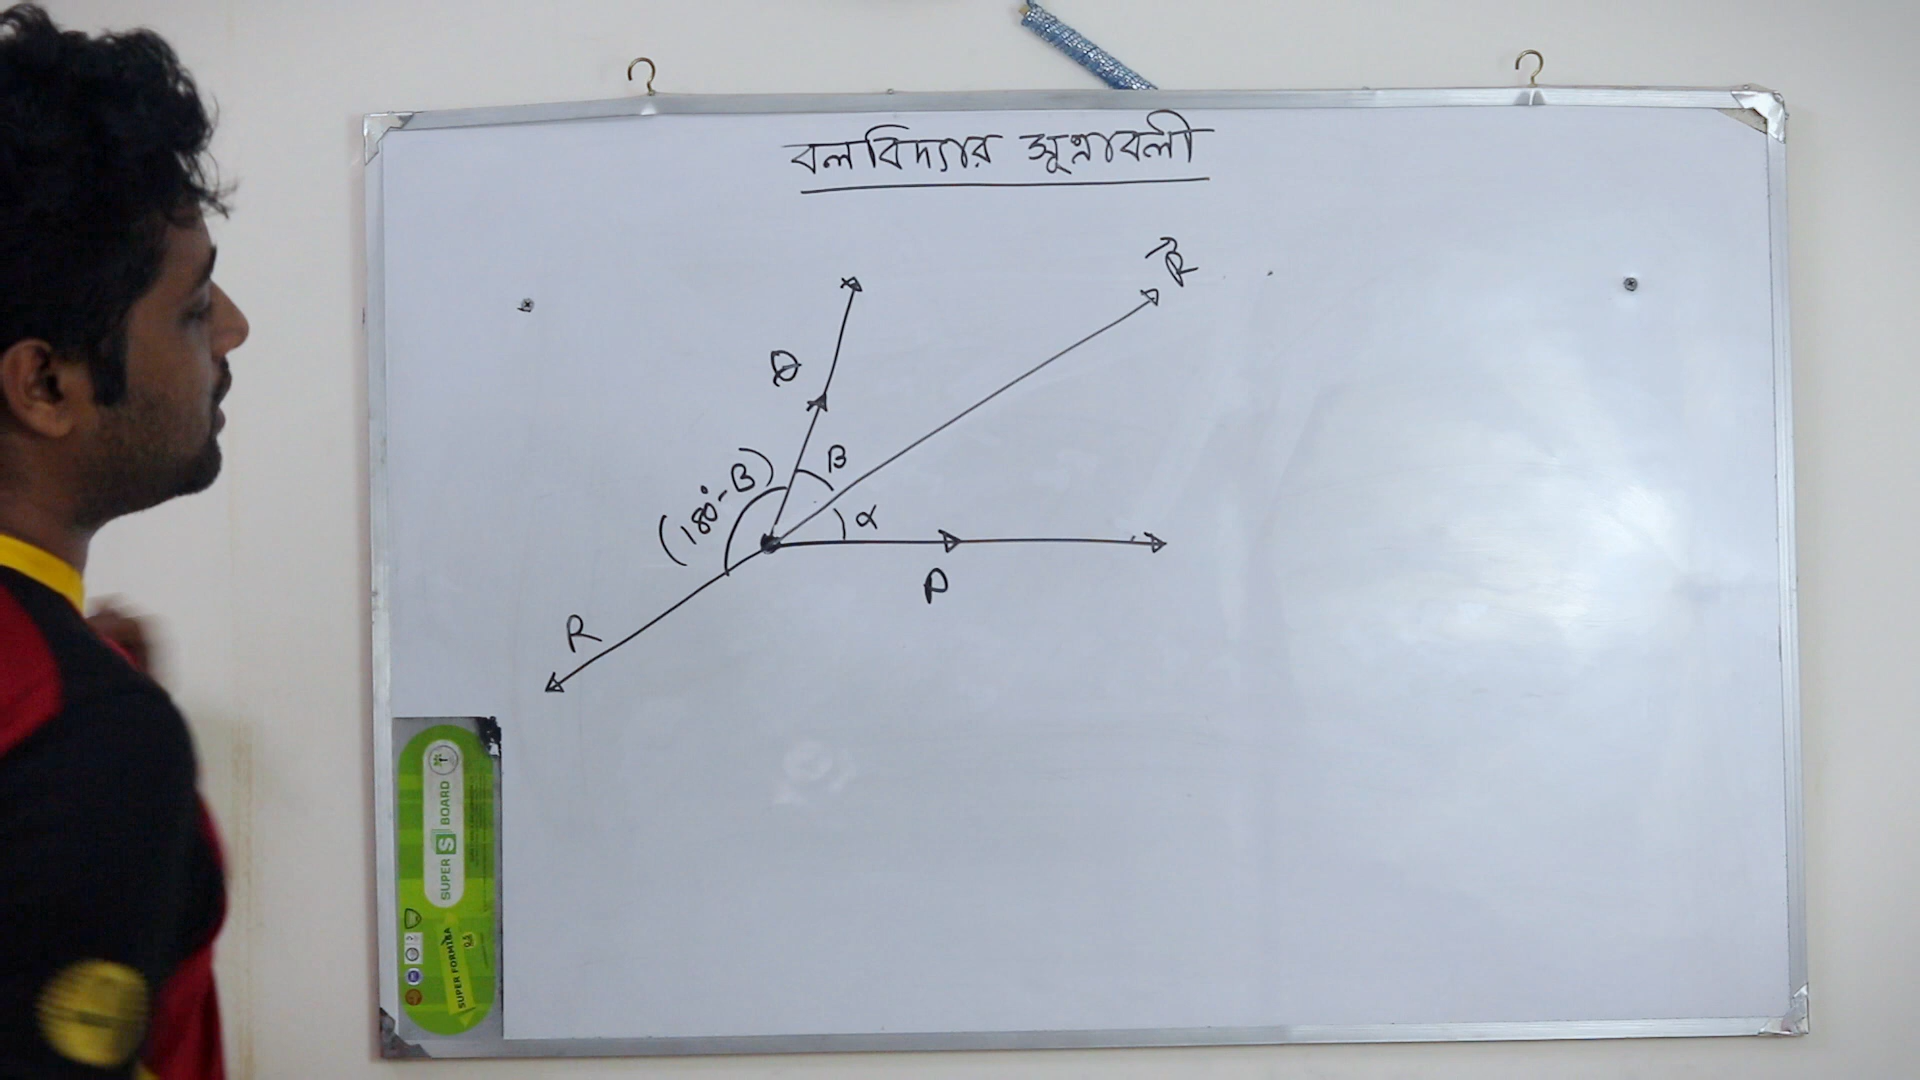 বলবিদ্যার সূত্রাবলী
R
Q
β
(180°-β)
α
P
R
SUPER S BOARD
SUPER FORMICA